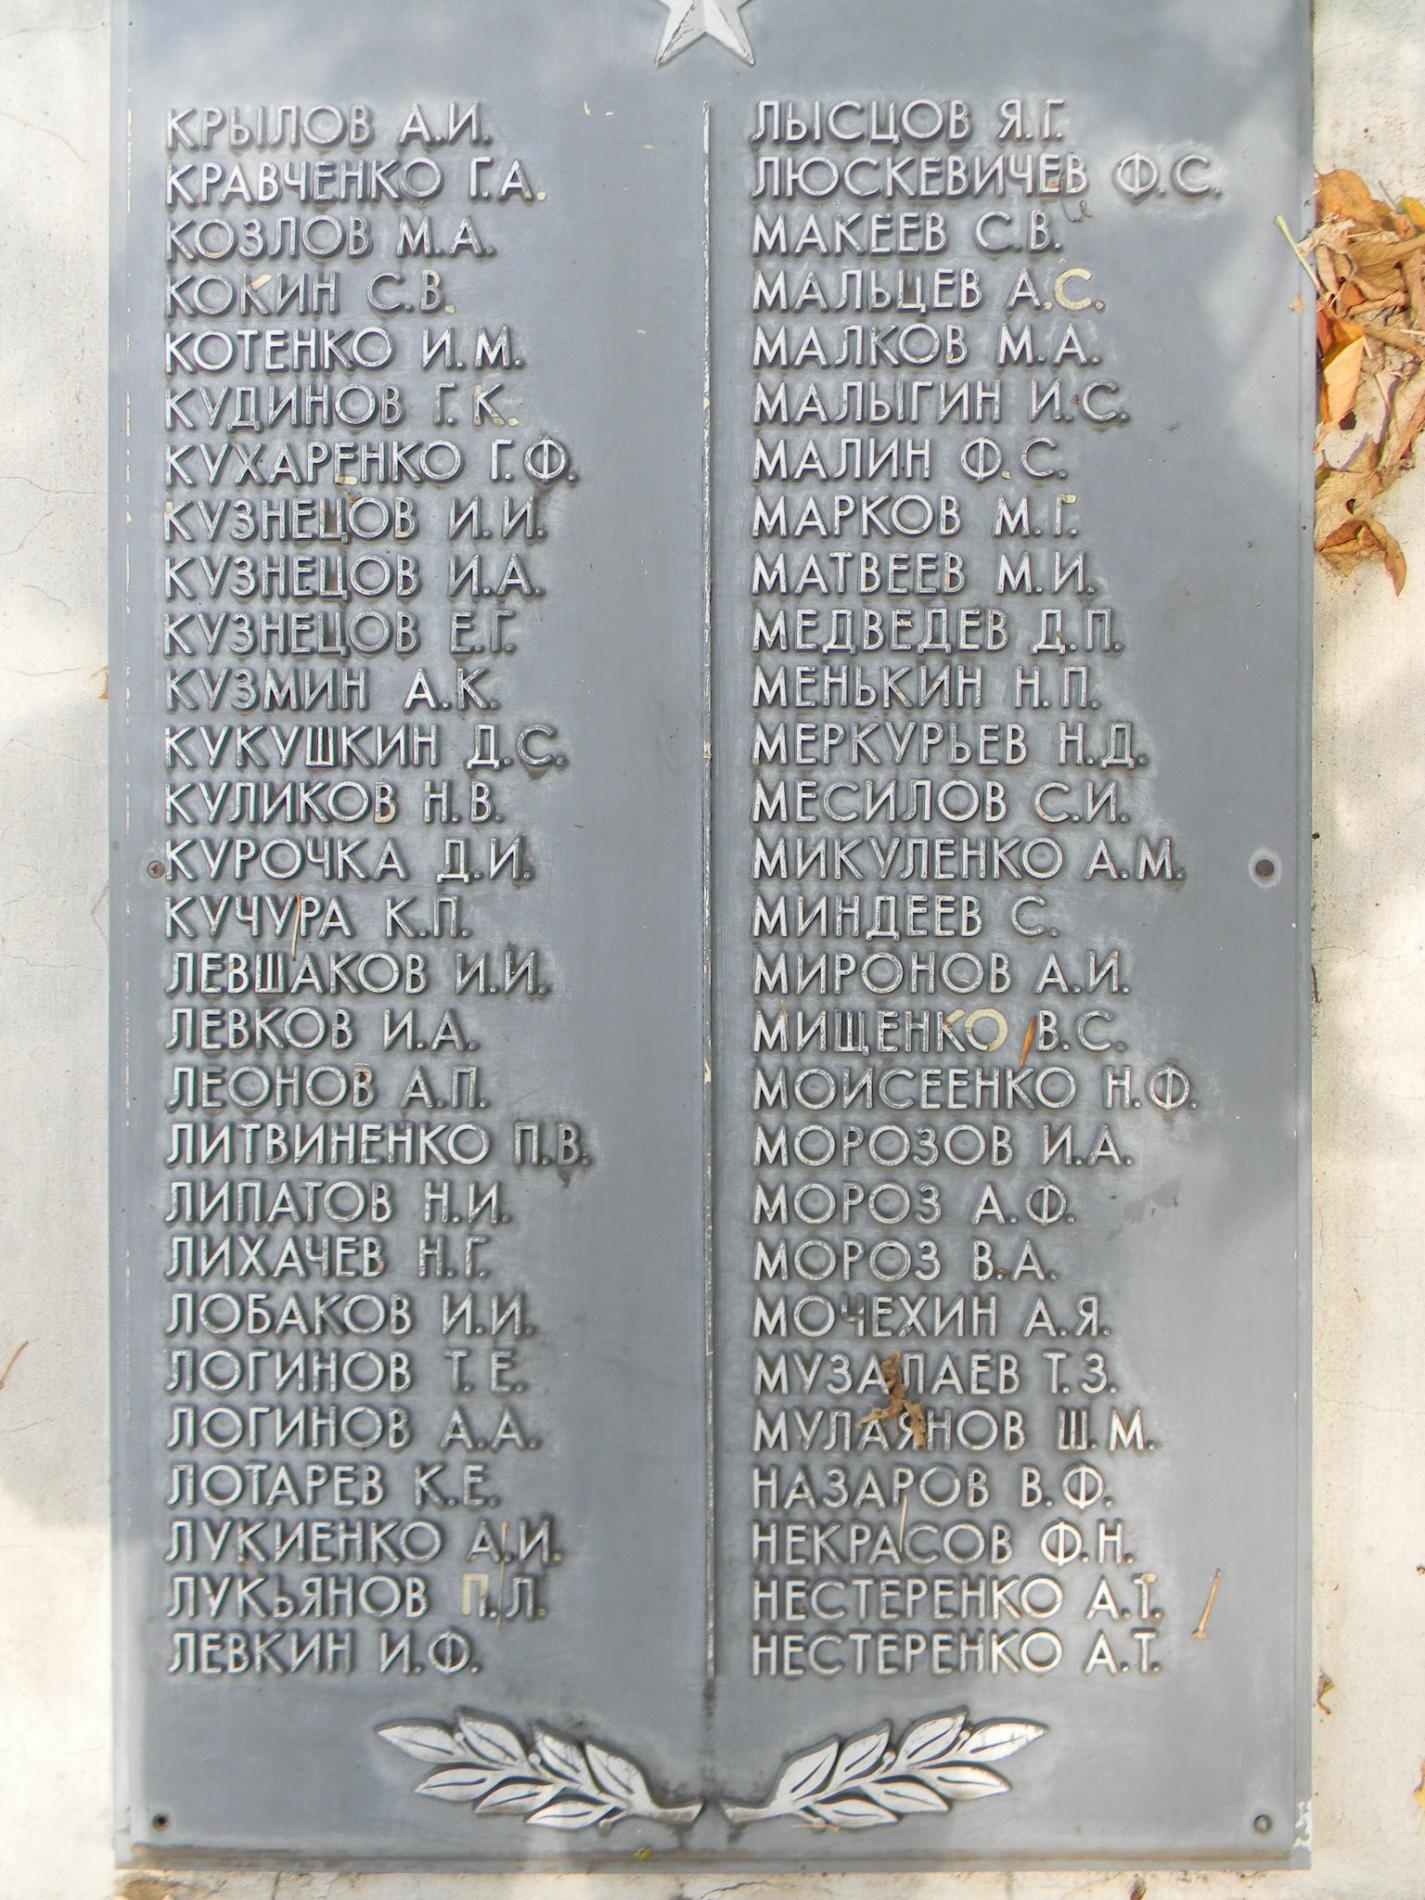 КРЫЛОВ А.И.
КРАВЧЕНКО Г.А.
КОЗЛОВ М.А.
КОКИН С.В.
КОТЕНКО И.М.
КУДИНОВ Г.К.
КУХАРЕНКО Г.Ф.
КУЗНЕЦОВ И.И.
КУЗНЕЦОВ И.А.
КУЗНЕЦОВ Е.Г.
КУЗМИН А.К.
КУКУШКИН Д.С.
КУЛИКОВ Н.В.
КУРОЧКА Д.И.
КУЧУРА К.П.
ЛЕВШАКОВ И.И.
ЛЕВКОВ И.А.
ЛЕОНОВ А.П.
ЛИТВИНЕНКО П.В.
ЛИПАТОВ Н.И.
ЛИХАЧЕВ Н.Г.
ЛОБАКОВ И.И.
ЛОГИНОВ Т.Е.
ЛОГИНОВ А.А.
ЛОТАРЕВ К.Е.
ЛУКИЕНКО А.И.
ЛУКЬЯНОВ П.Л.
ЛЕВКИН И.Ф.
ЛЫСЦОВ Я.Г.
ЛЮСКЕВИЧЕВ Ф.С.
МАКЕЕВ С.В.
МАЛЬЦЕВ А.С.
МАЛКОВ М.А.
МАЛЫГИН И.С.
МАЛИН Ф.С.
МАРКОВ М.Г.
МАТВЕЕВ М.И.
МЕДВЕДЕВ Д.П.
МЕНЬКИН Н.П.
МЕРКУРЬЕВ Н.Д.
МЕСИЛОВ С.И.
МИКУЛЕНКО А.М.
МИНДЕЕВ С.
МИРОНОВ А.И.
МИЩЕНКО В.С.
МОИСЕЕНКО Н.Ф.
МОРОЗОВ И.А.
МОРОЗ А.Ф.
МОРОЗ В.А.
МОЧЕХИН А.Я.
Т.З.
МУЛАЯНОВ Ш.М.
НАЗАРОВ В.Ф.
НЕКРАСОВ Ф.Н.
НЕСТЕРЕНКО А.Т.
НЕСТЕРЕНКО А.Т.